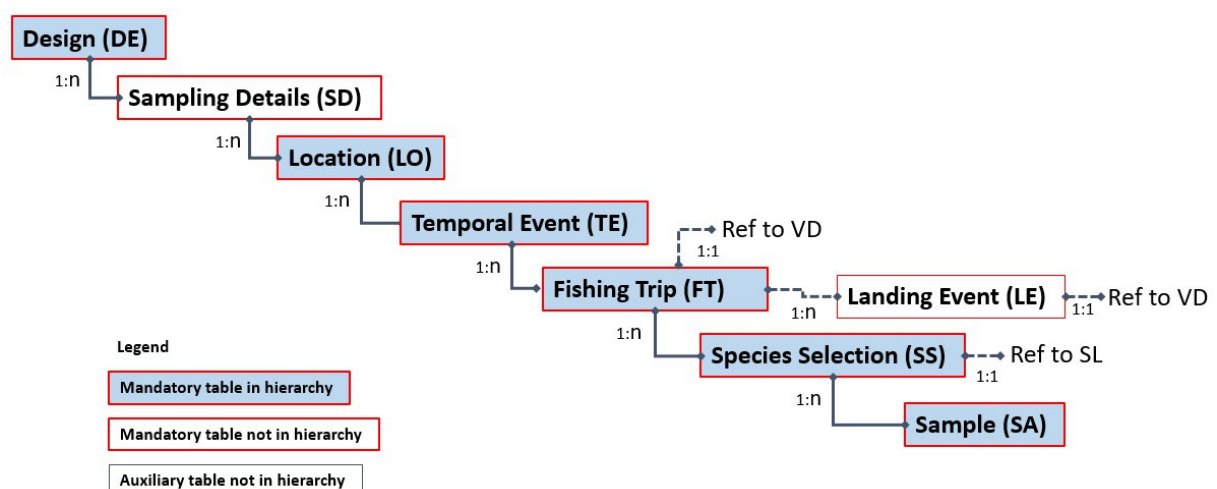 Design (DE)
1:n
Sampling Details (SD)
1:n
Location (LO)
1:n
Temporal Event (TE)
Ref to VD
1:1
1:n
Fishing Trip (FT)
Landing Event (LE)
Ref to VD
1:n
1:1
1:n
Species Selection (SS)
Ref to SL
1:1
1:n
Sample (SA)
Legend
Mandatory table in hierarchy
Mandatory table not in hierarchy
Auxiliary table not in hierarchy